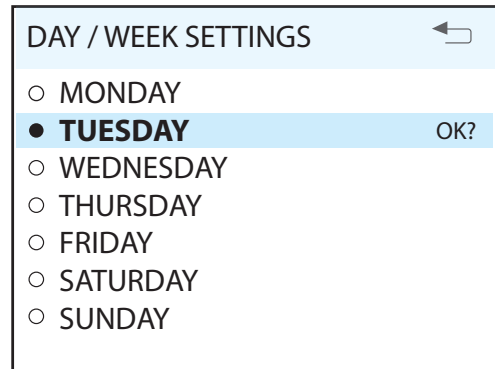 DAY / WEEK SETTINGS
MONDAY
TUESDAY OK?
WEDNESDAY
THURSDAY
FRIDAY
SATURDAY
SUNDAY